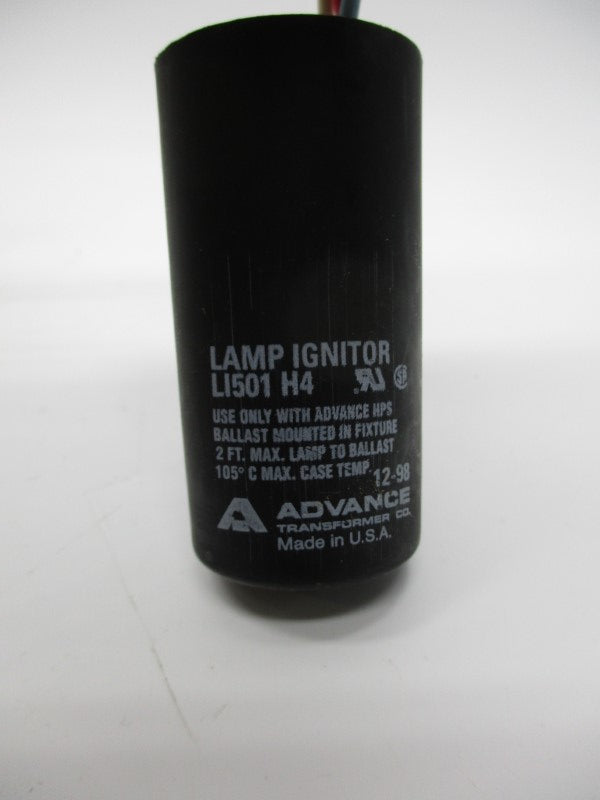 LAMP IGNITOR
LI501 H4
USE ONLY WITH ADVANCE HPS
BALLAST MOUNTED IN FIXTURE
2 FT. MAX. LAMP TO BALLAST
105° C MAX. CASE TEMP.
12-98
ADVANCE
TRANSFORMER CO.
Made in U.S.A.